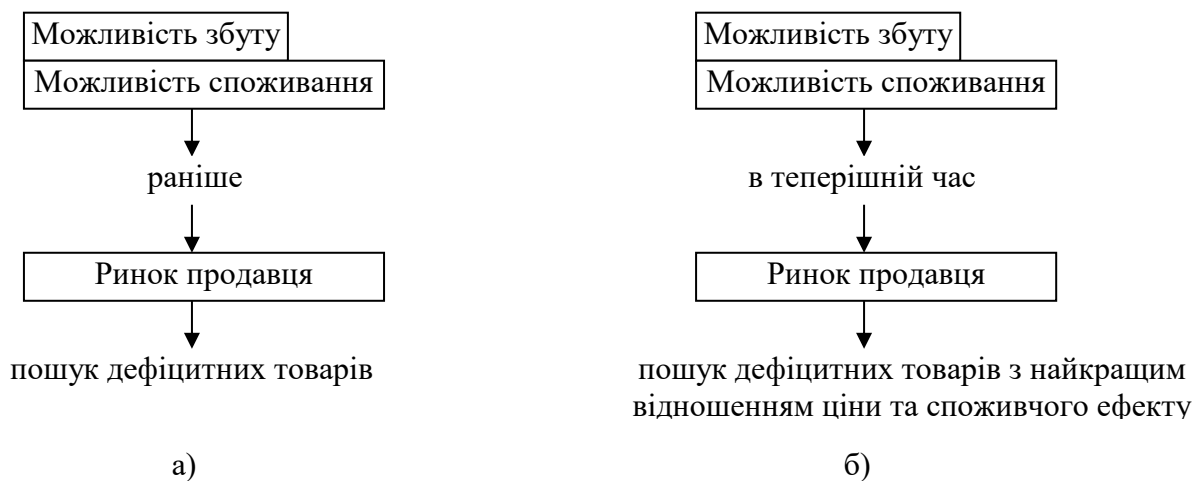 Можливість збуту
Можливість споживання
раніше
Ринок продавця
пошук дефіцитних товарів
а)
Можливість збуту
Можливість споживання
в теперішній час
Ринок продавця
пошук дефіцитних товарів з найкращим
відношенням ціни та споживчого ефекту
б)